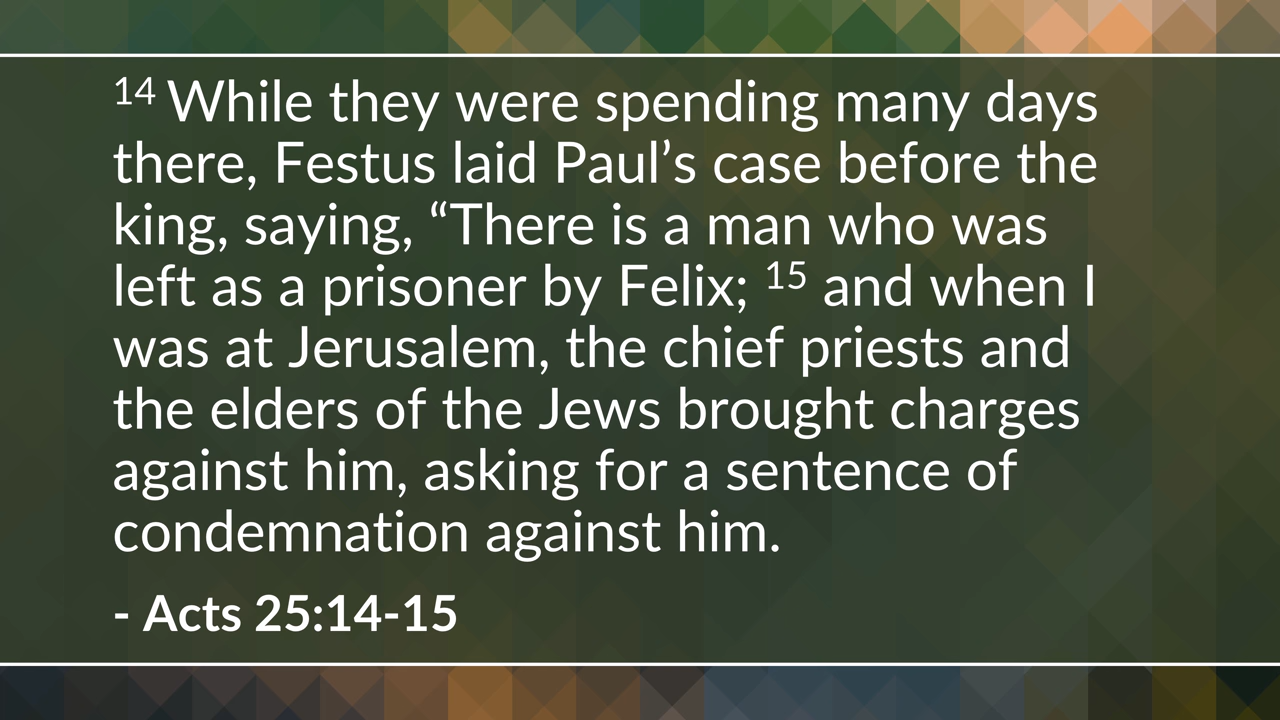 14 While they were spending many days
there, Festus laid Paul’s case before the
king, saying, “There is a man who was
left as a prisoner by Felix; 15 and when I
was at Jerusalem, the chief priests and
the elders of the Jews brought charges
against him, asking for a sentence of
condemnation against him.
- Acts 25:14-15